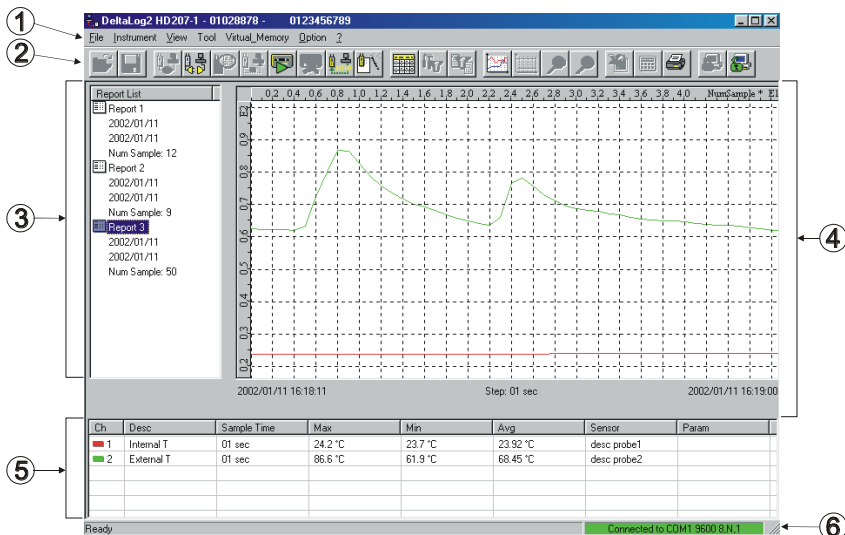 DeltaLog2 HD207-1 - 01028878 - 0123456789
File Instrument View Tool Virtual_Memory Option ?
1
2
3
4
5
6
Report List
Report 1
2002/01/11
2002/01/11
Num Sample: 12
Report 2
2002/01/11
2002/01/11
Num Sample: 9
Report 3
2002/01/11
2002/01/11
Num Sample: 50
0,2 0,4 0,6 0,8 1,0 1,2 1,4 1,6 1,8 2,0 2,2 2,4 2,6 2,8 3,0 3,2 3,4 3,6 3,8 4,0 NumSample * E1
E2
0,9
0,8
0,7
0,6
0,5
0,4
0,3
0,2
2002/01/11 16:18:11 Step: 01 sec 2002/01/11 16:19:00
Ch Desc Sample Time Max Min Avg Sensor Param
1 Internal T 01 sec 24.2 °C 23.7 °C 23.92 °C desc probe1
2 External T 01 sec 86.6 °C 61.9 °C 68.45 °C desc probe2
Ready Connected to COM1 9600 8,N,1